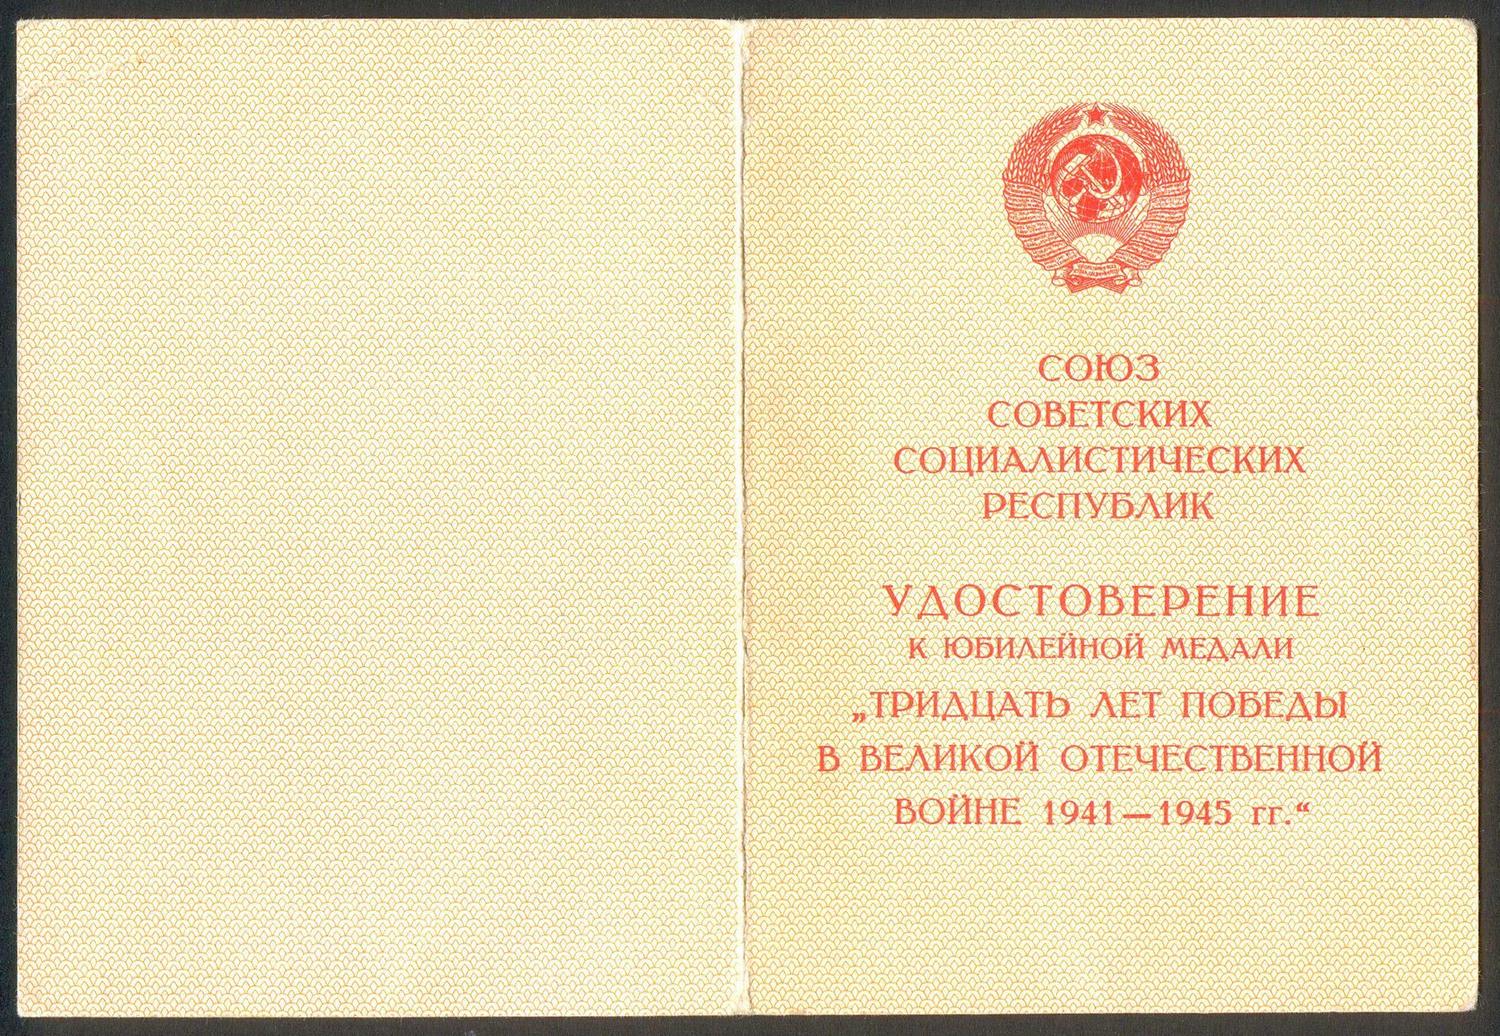 СОЮЗ
СОВЕТСКИХ
СОЦИАЛИСТИЧЕСКИХ
РЕСПУБЛИК
УДОСТОВЕРЕНИЕ
К ЮБИЛЕЙНОЙ МЕДАЛИ
„ТРИДЦАТЬ ЛЕТ ПОБЕДЫ
В ВЕЛИКОЙ ОТЕЧЕСТВЕННОЙ
ВОЙНЕ 1941—1945 гг.“